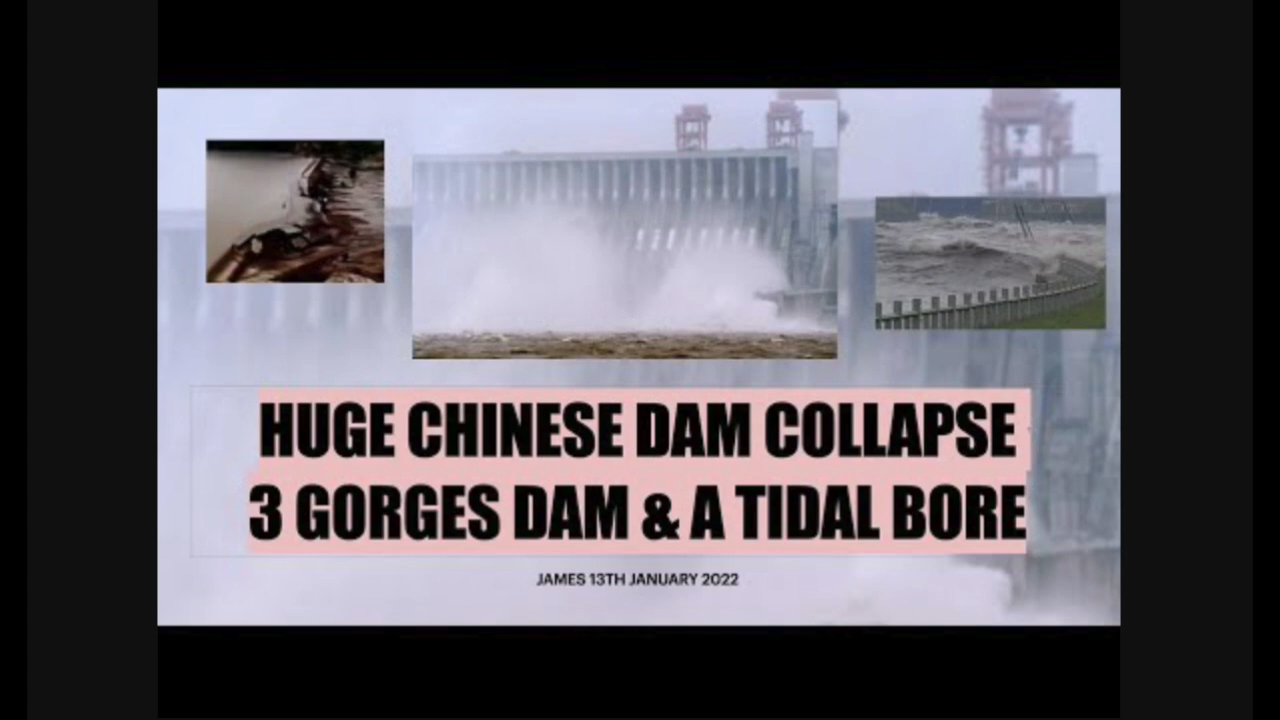 HUGE CHINESE DAM COLLAPSE
3 GORGES DAM & A TIDAL BORE
JAMES 13TH JANUARY 2022